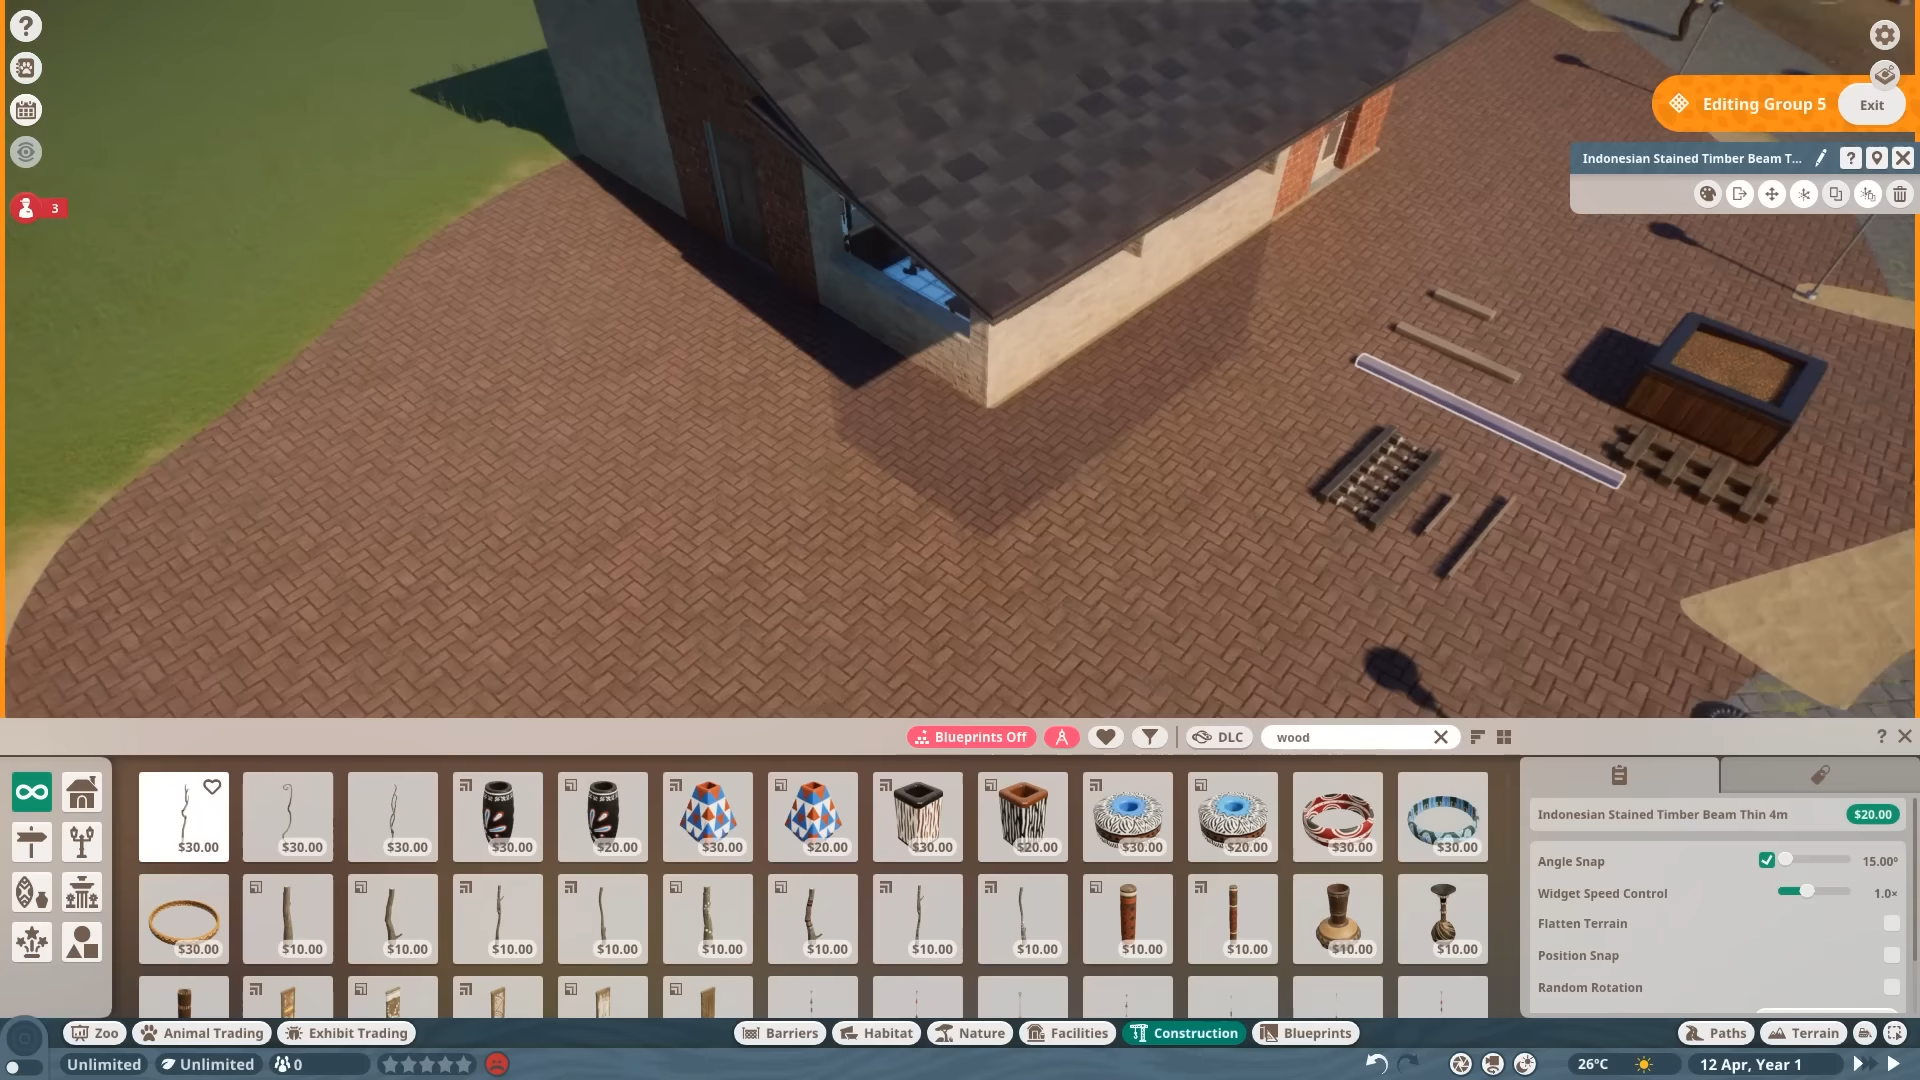 Editing Group 5
Exit
Indonesian Stained Timber Beam T...
3
Blueprints Off
DLC
wood
$30.00
$30.00
$30.00
$30.00
$20.00
$30.00
$20.00
$30.00
$20.00
$30.00
$20.00
$30.00
$30.00
$30.00
$10.00
$10.00
$10.00
$10.00
$10.00
$10.00
$10.00
$10.00
$10.00
$10.00
$10.00
$10.00
Indonesian Stained Timber Beam Thin 4m
$20.00
Angle Snap
15.00°
Widget Speed Control
1.0×
Flatten Terrain
Position Snap
Random Rotation
Zoo
Animal Trading
Exhibit Trading
Barriers
Habitat
Nature
Facilities
Construction
Blueprints
Paths
Terrain
Unlimited
Unlimited
0
26°C
12 Apr, Year 1